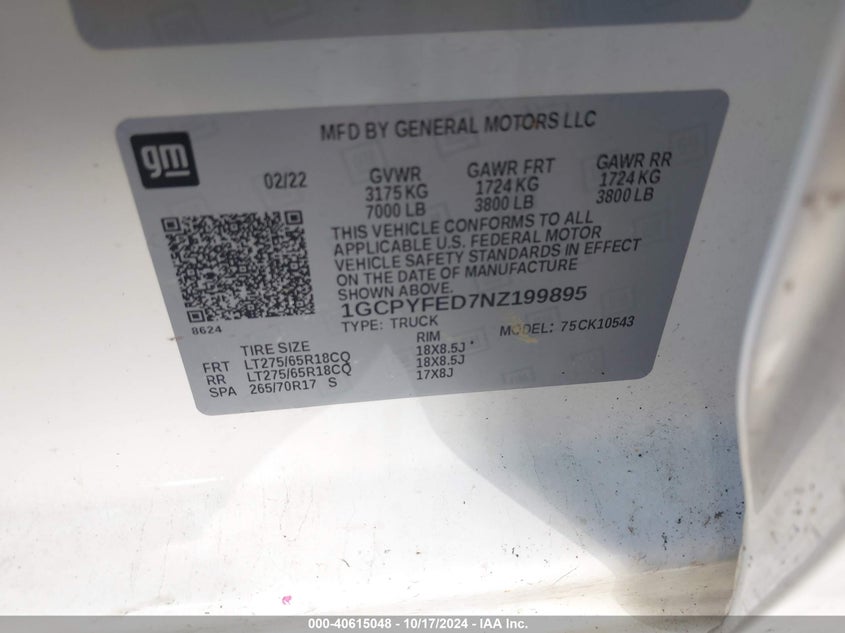 gm
MFD BY GENERAL MOTORS LLC
02/22 GVWR GAWR FRT GAWR RR
3175 KG 1724 KG 1724 KG
7000 LB 3800 LB 3800 LB
THIS VEHICLE CONFORMS TO ALL
APPLICABLE U.S. FEDERAL MOTOR
VEHICLE SAFETY STANDARDS IN EFFECT
ON THE DATE OF MANUFACTURE
SHOWN ABOVE.
1GCPYFED7NZ199895
8624
TYPE: TRUCK MODEL: 75CK10543
TIRE SIZE RIM
FRT LT275/65R18CQ 18X8.5J
RR LT275/65R18CQ 18X8.5J
SPA 265/70R17 S 17X8J
000-40615048 - 10/17/2024 - IAA Inc.